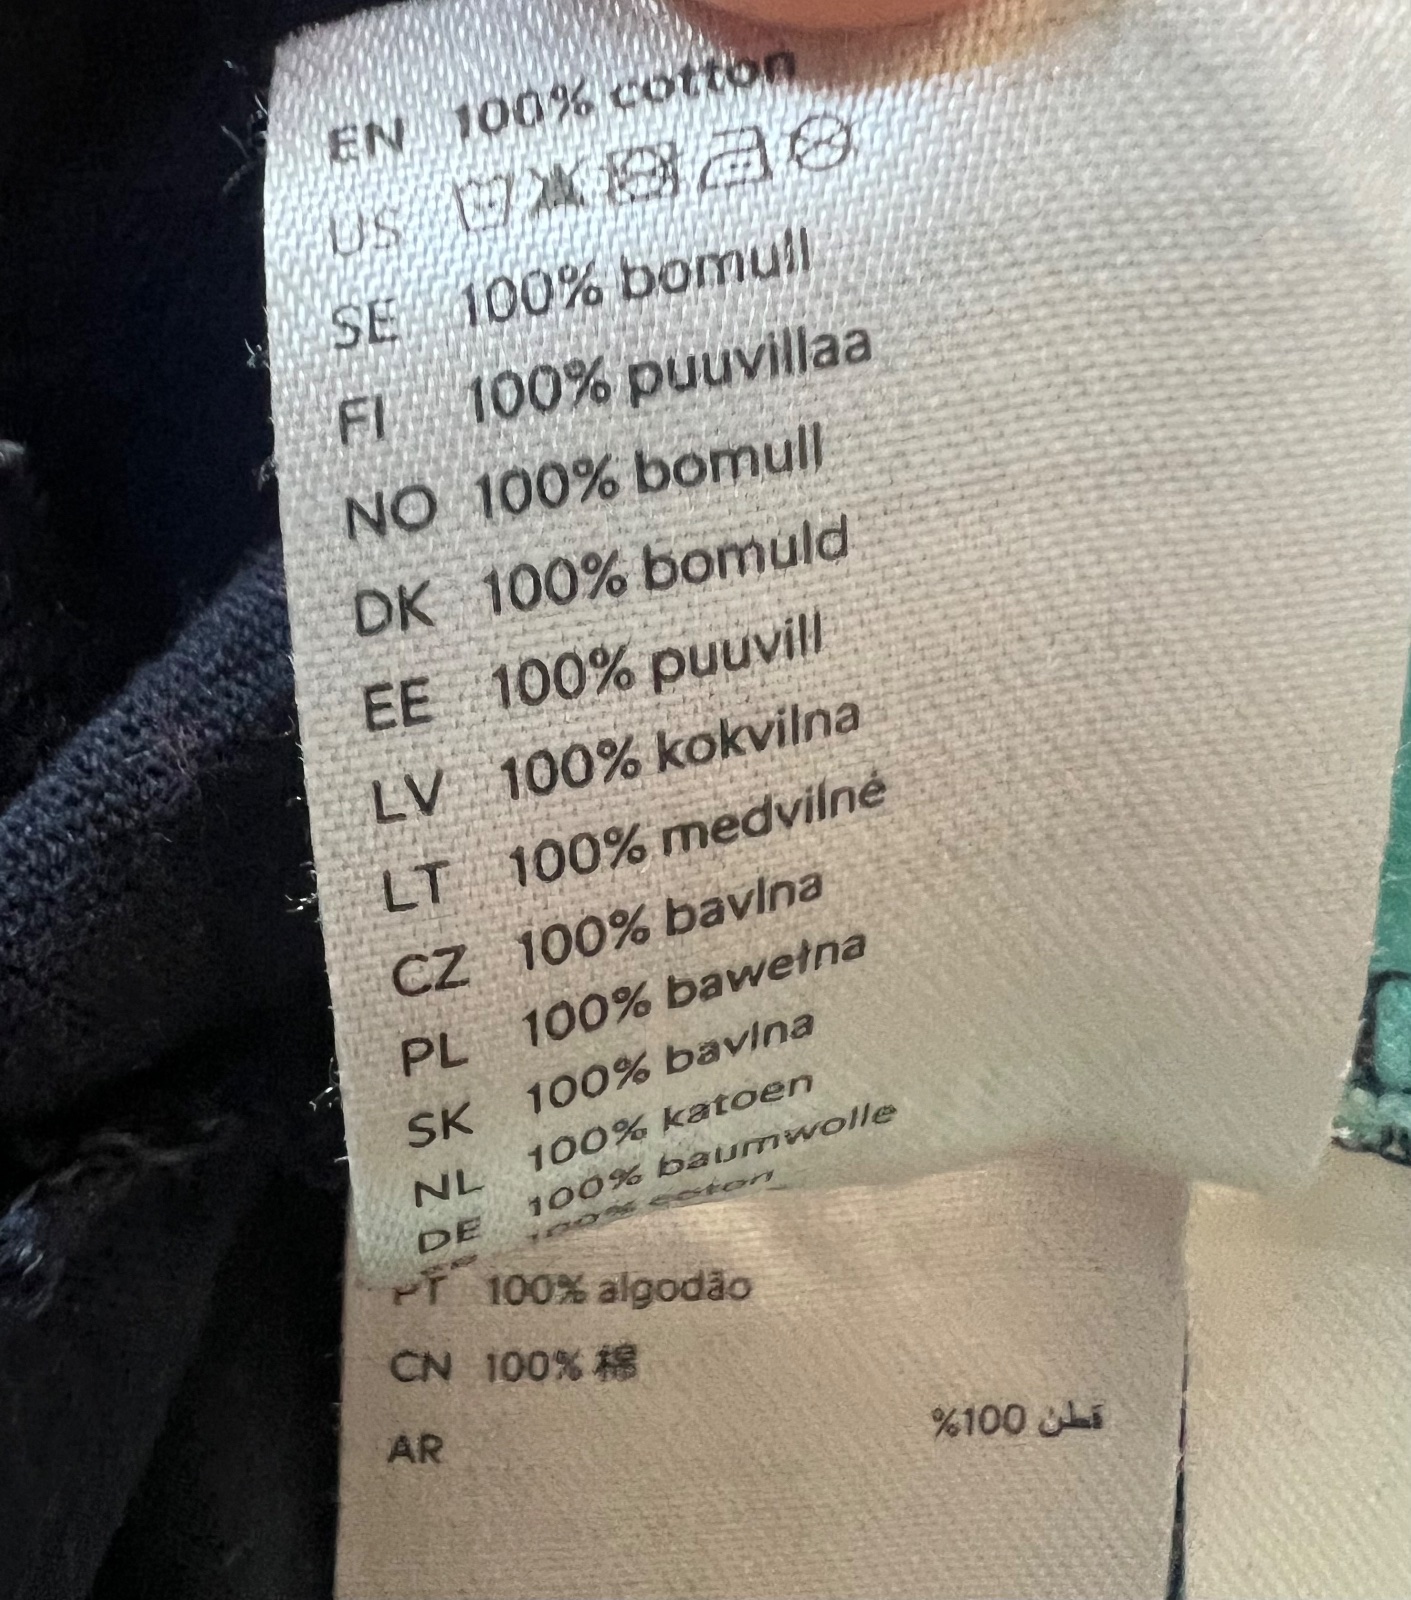 EN 100% cotton
US
SE 100% bomull
FI 100% puuvillaa
NO 100% bomull
DK 100% bomuld
EE 100% puuvill
LV 100% kokvilna
LT 100% medvilnė
CZ 100% bavlna
PL 100% bawełna
SK 100% bavlna
NL 100% katoen
DE 100% baumwolle
100% coton
PT 100% algodão
CN 100% 棉
AR %100 قطن